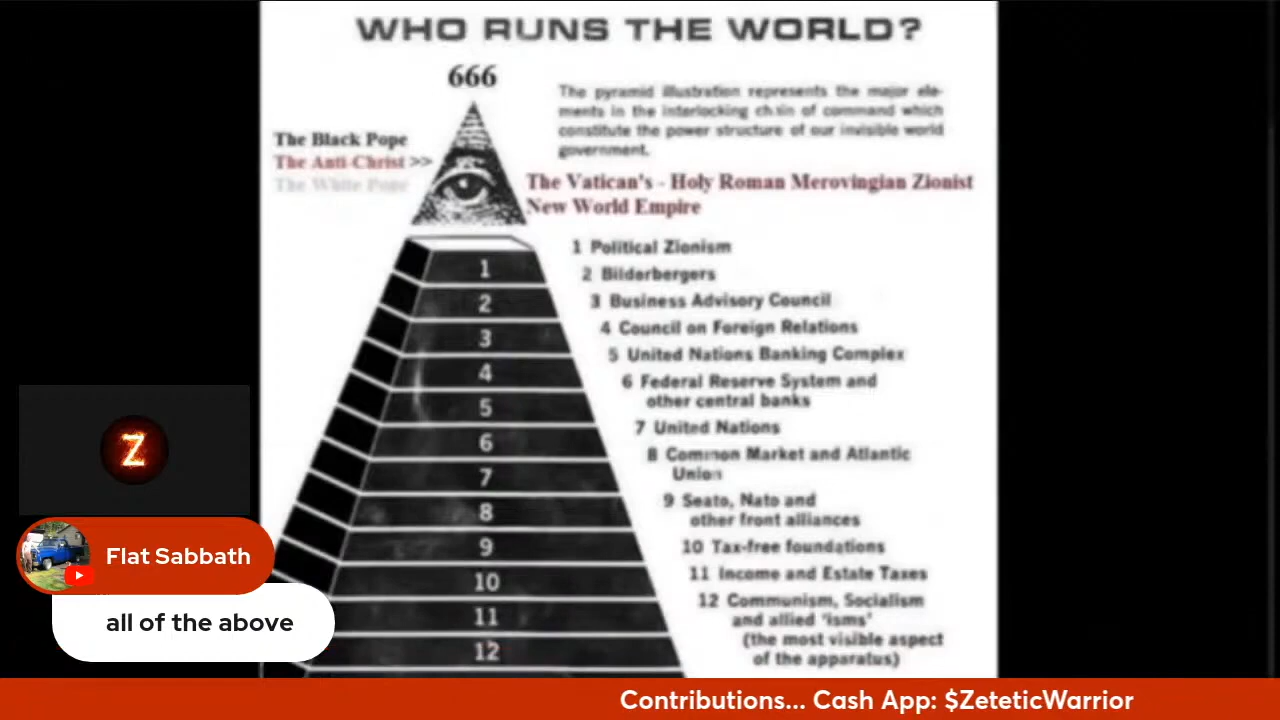 WHO RUNS THE WORLD?
666
The pyramid illustration represents the major ele-
ments in the interlocking chain of command which
constitute the power structure of our invisible world
government.
The Black Pope
The Anti-Christ >>
The White Pope
The Vatican's - Holy Roman Merovingian Zionist
New World Empire
1 Political Zionism
2 Bilderbergers
3 Business Advisory Council
4 Council on Foreign Relations
5 United Nations Banking Complex
6 Federal Reserve System and
other central banks
7 United Nations
8 Common Market and Atlantic
Union
9 Seato, Nato and
other front alliances
10 Tax-free foundations
11 Income and Estate Taxes
12 Communism, Socialism
and allied 'isms'
(the most visible aspect
of the apparatus)
1
2
3
4
5
6
7
8
9
10
11
12
Z
Flat Sabbath
all of the above
Contributions... Cash App: $ZeteticWarrior